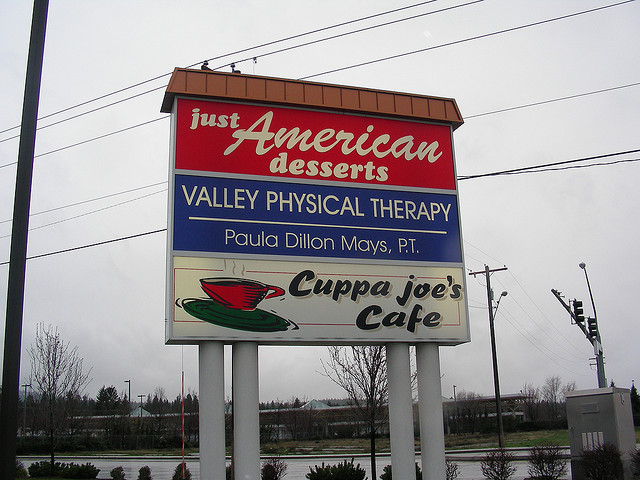 just
American
desserts
VALLEY PHYSICAL THERAPY
Paula Dillon Mays, P.T.
Cuppa joe's
Cafe